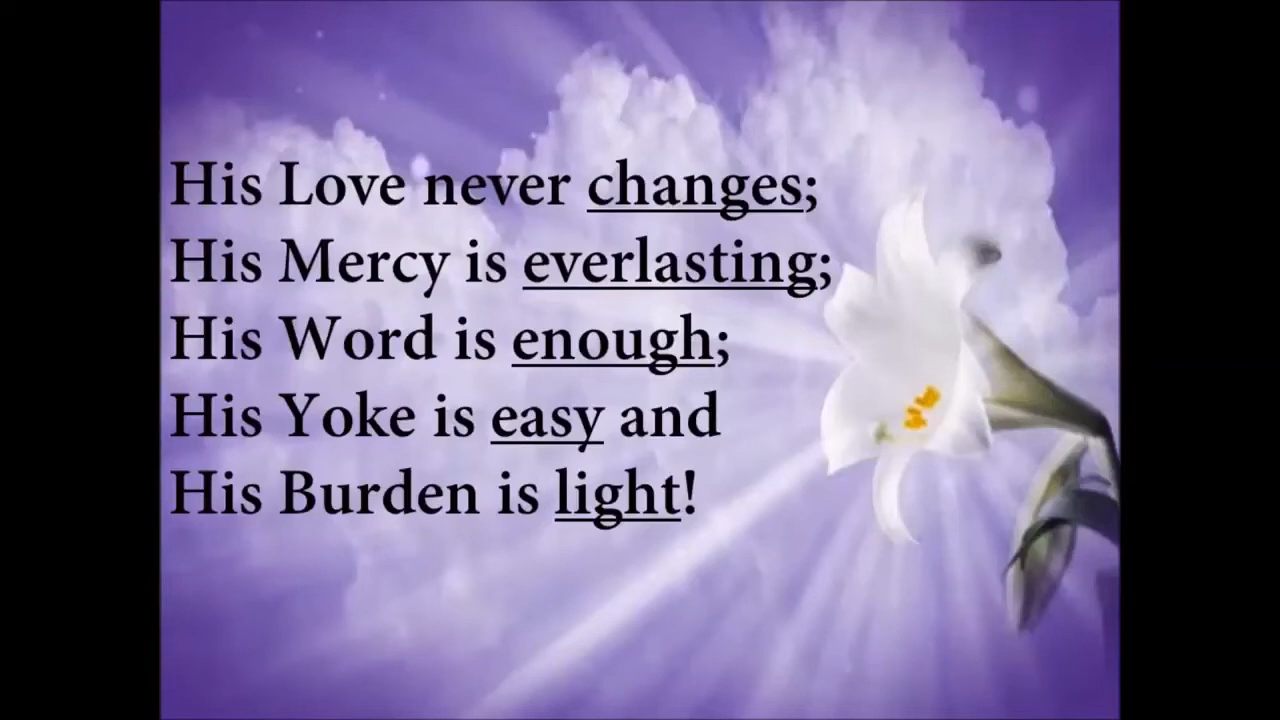 His Love never changes;
His Mercy is everlasting;
His Word is enough;
His Yoke is easy and
His Burden is light!